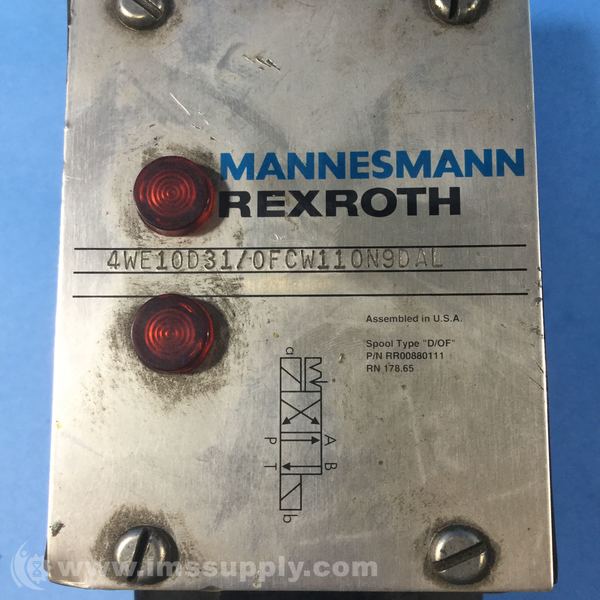 MANNESMANN
REXROTH
4WE10D31/OFCW110N9DAL
Assembled in U.S.A.
Spool Type "D/OF"
P/N RR00880111
RN 178.65
a
A
P
B
T
b
www.imssupply.com